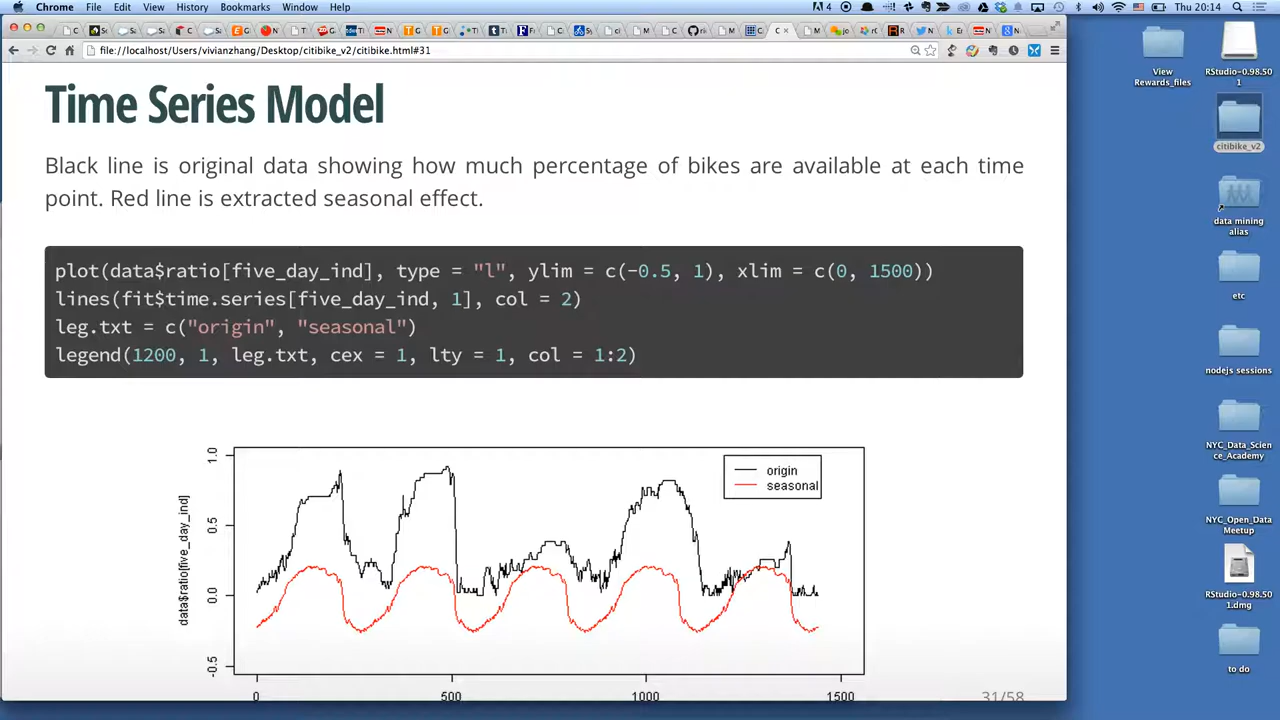 Chrome File Edit View History Bookmarks Window Help
4
Thu 20:14
file://localhost/Users/vivianzhang/Desktop/citibike_v2/citibike.html#31
Time Series Model
Black line is original data showing how much percentage of bikes are available at each time
point. Red line is extracted seasonal effect.
plot(data$ratio[five_day_ind], type = "l", ylim = c(-0.5, 1), xlim = c(0, 1500))
lines(fit$time.series[five_day_ind, 1], col = 2)
leg.txt = c("origin", "seasonal")
legend(1200, 1, leg.txt, cex = 1, lty = 1, col = 1:2)
data$ratio[five_day_ind]
1.0
0.5
0.0
-0.5
origin
seasonal
0 500 1000 1500
31/58
View
Rewards_files
RStudio-0.98.50
1
citibike_v2
data mining
alias
etc
nodejs sessions
NYC_Data_Scien
ce_Academy
NYC_Open_Data
Meetup
RStudio-0.98.50
1.dmg
to do